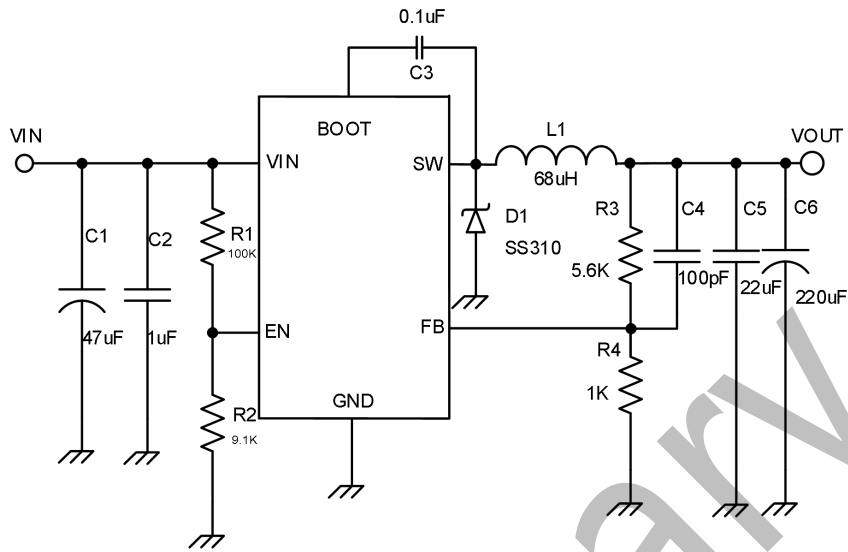 0.1uF
C3
BOOT
VIN
VIN
SW
L1
68uH
VOUT
C1
C2
R1
100K
D1
SS310
R3
5.6K
C4
100pF
C5
22uF
C6
220uF
47uF
1uF
EN
FB
R2
9.1K
GND
R4
1K